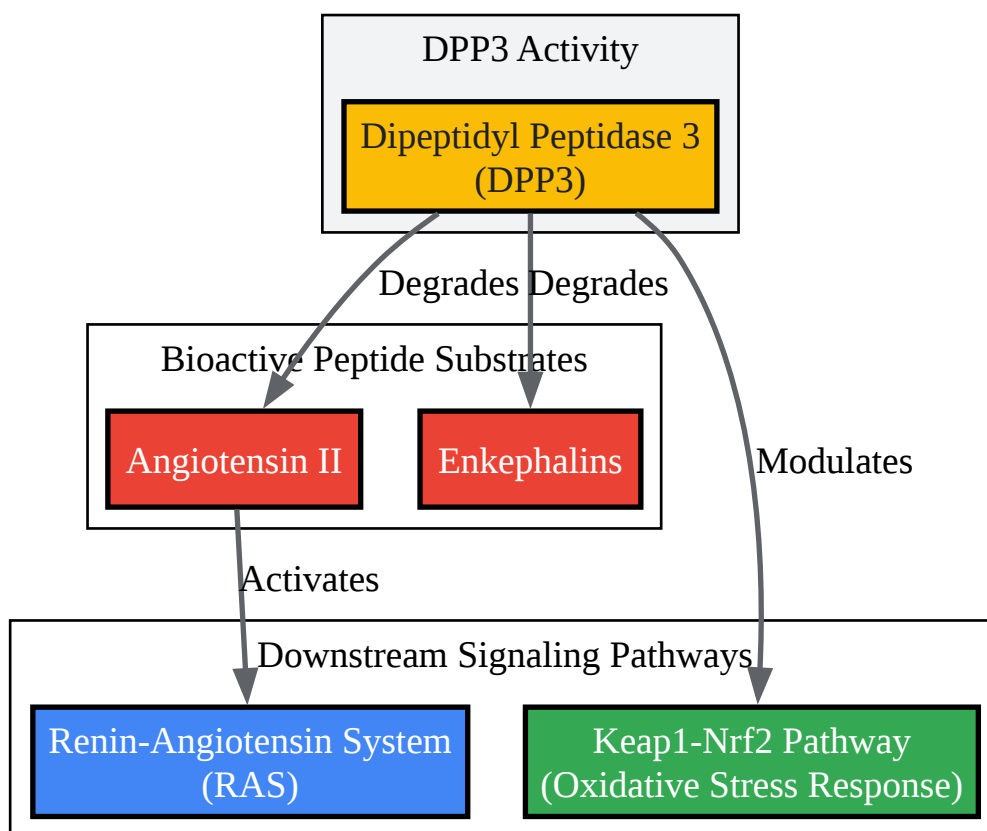 DPP3 Activity
Dipeptidyl Peptidase 3
(DPP3)
Degrades
Degrades
Bioactive Peptide Substrates
Angiotensin II
Enkephalins
Modulates
Activates
Downstream Signaling Pathways
Renin-Angiotensin System
(RAS)
Keap1-Nrf2 Pathway
(Oxidative Stress Response)